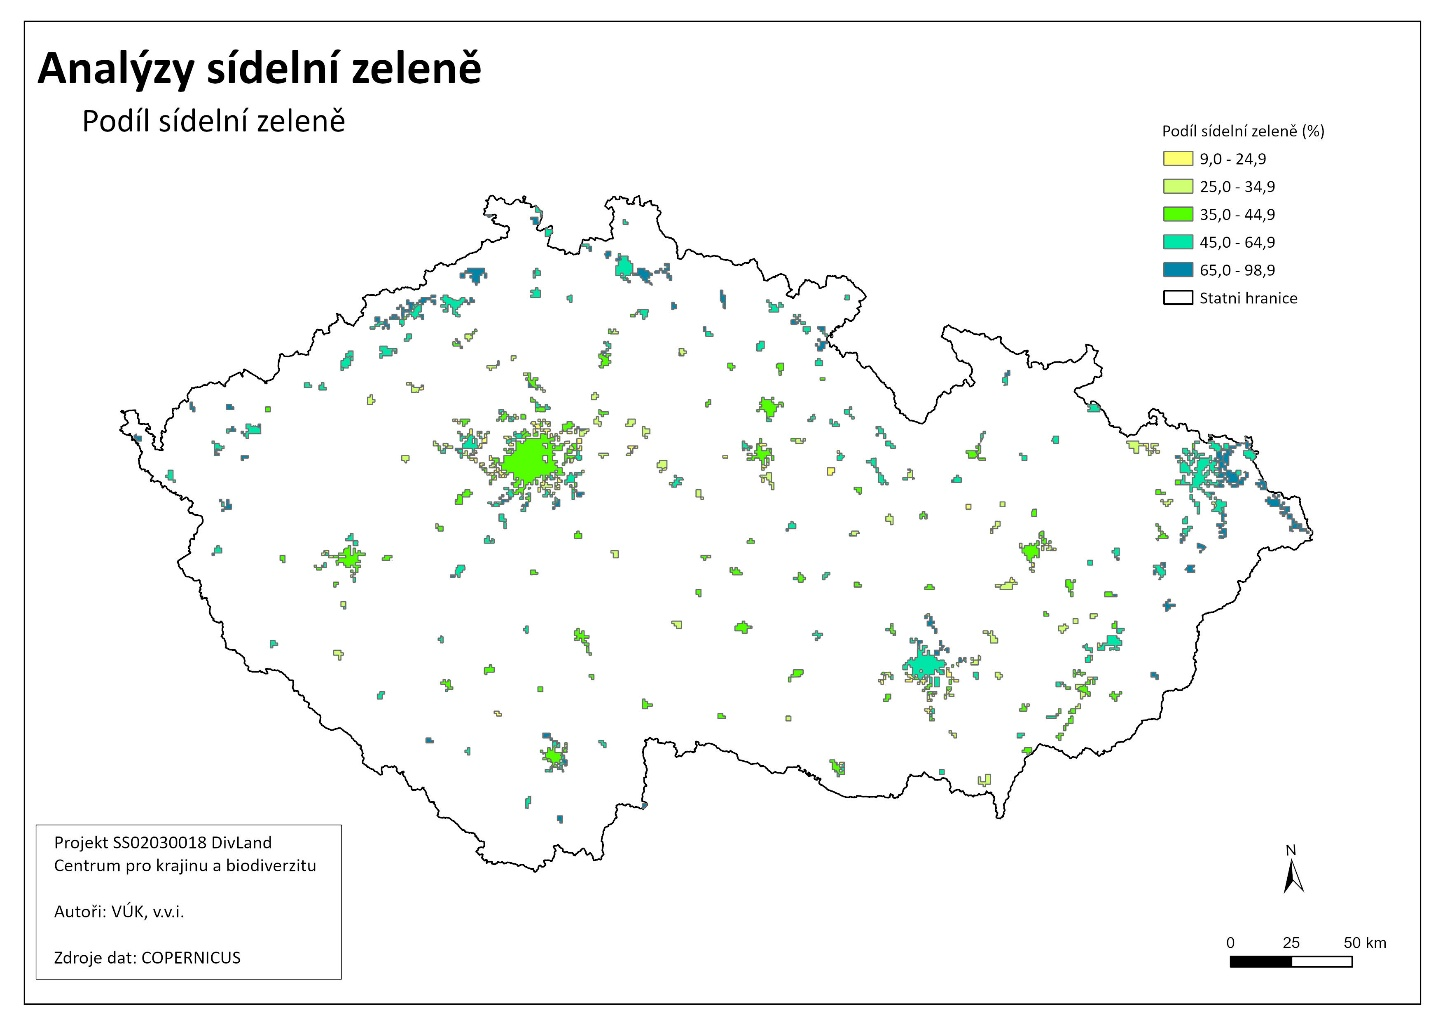 Analýzy sídelní zeleně
Podíl sídelní zeleně
Podíl sídelní zeleně (%)
9,0 - 24,9
25,0 - 34,9
35,0 - 44,9
45,0 - 64,9
65,0 - 98,9
Statni hranice
Projekt SS02030018 DivLand
Centrum pro krajinu a biodiverzitu
Autoři: VÚK, v.v.i.
Zdroje dat: COPERNICUS
N
0 25 50 km